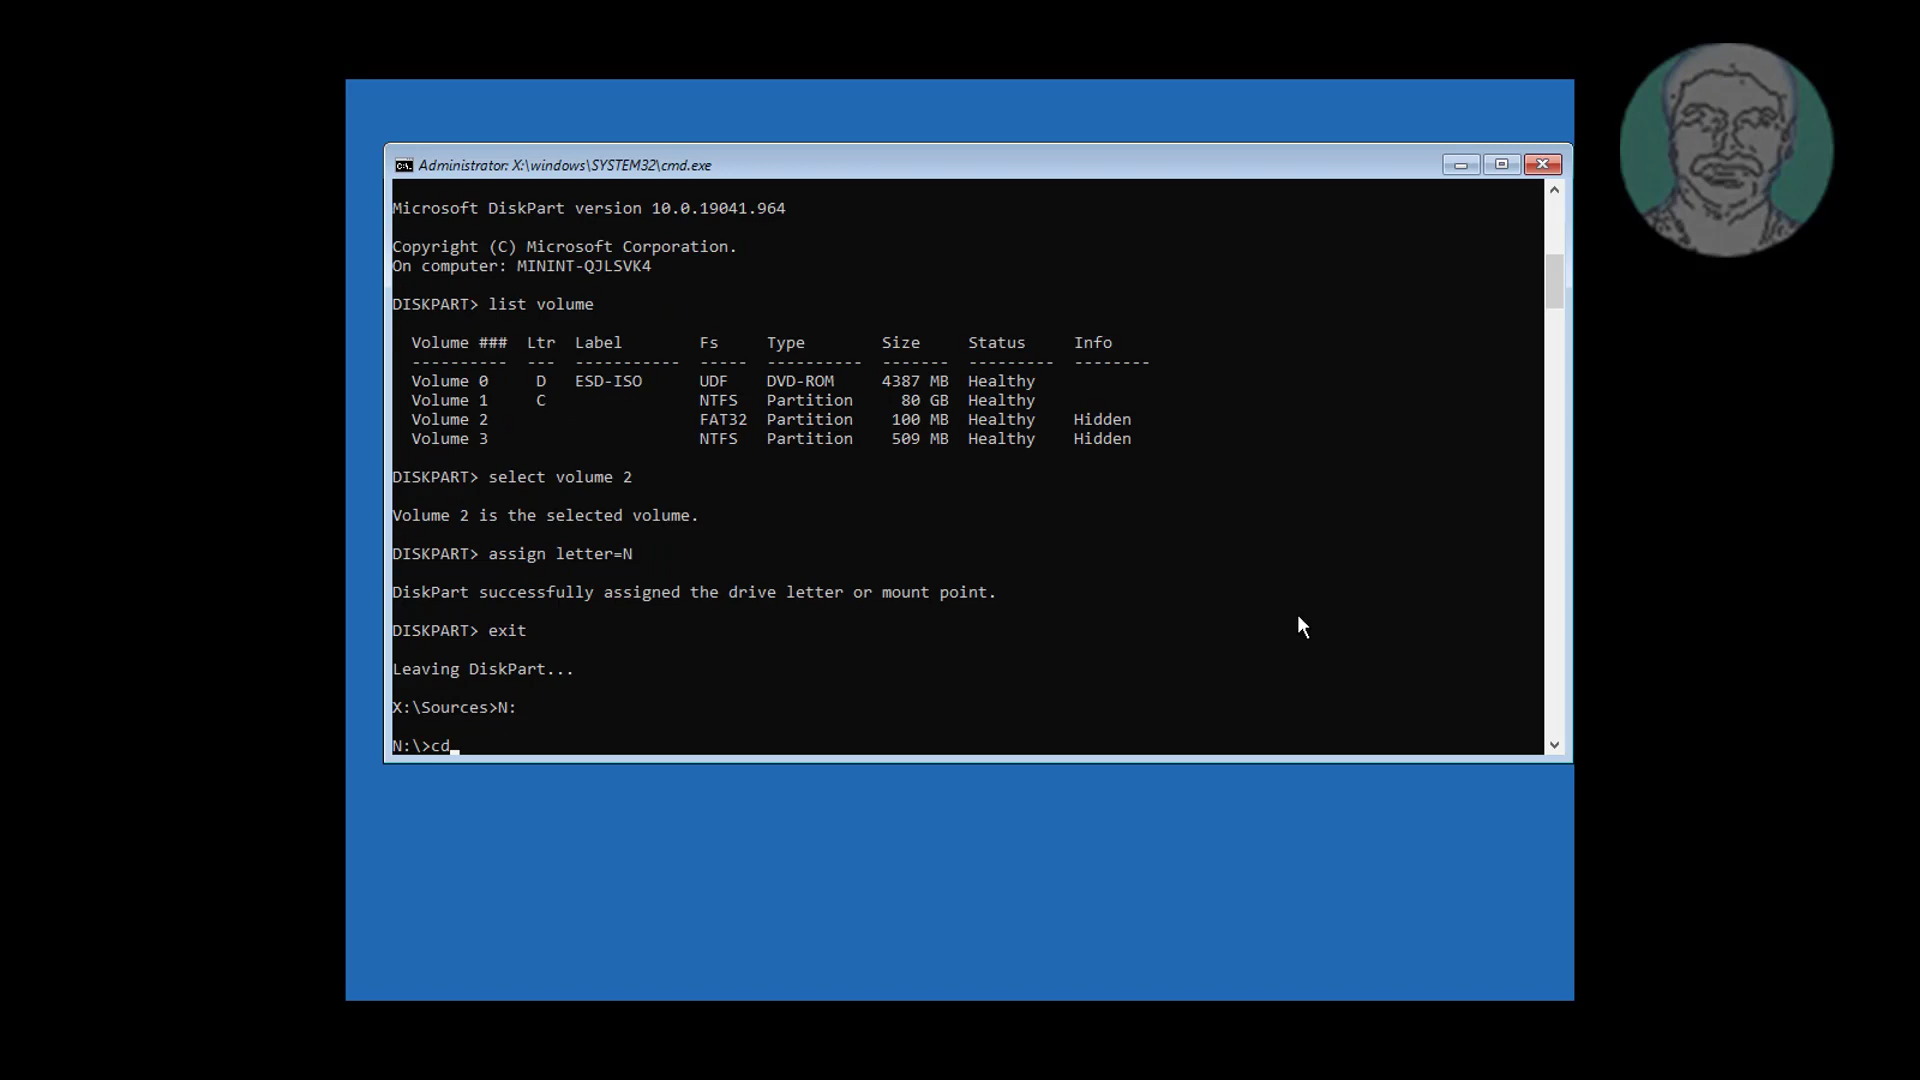 Administrator: X:\windows\SYSTEM32\cmd.exe
Microsoft DiskPart version 10.0.19041.964
Copyright (C) Microsoft Corporation.
On computer: MININT-QJLSVK4
DISKPART> list volume
  Volume ###  Ltr  Label        Fs     Type        Size     Status     Info
  ----------  ---  -----------  -----  ----------  -------  ---------  --------
  Volume 0     D   ESD-ISO      UDF    DVD-ROM     4387 MB  Healthy
  Volume 1     C                NTFS   Partition     80 GB  Healthy
  Volume 2                      FAT32  Partition    100 MB  Healthy    Hidden
  Volume 3                      NTFS   Partition    509 MB  Healthy    Hidden
DISKPART> select volume 2
Volume 2 is the selected volume.
DISKPART> assign letter=N
DiskPart successfully assigned the drive letter or mount point.
DISKPART> exit
Leaving DiskPart...
X:\Sources>N:
N:\>cd_